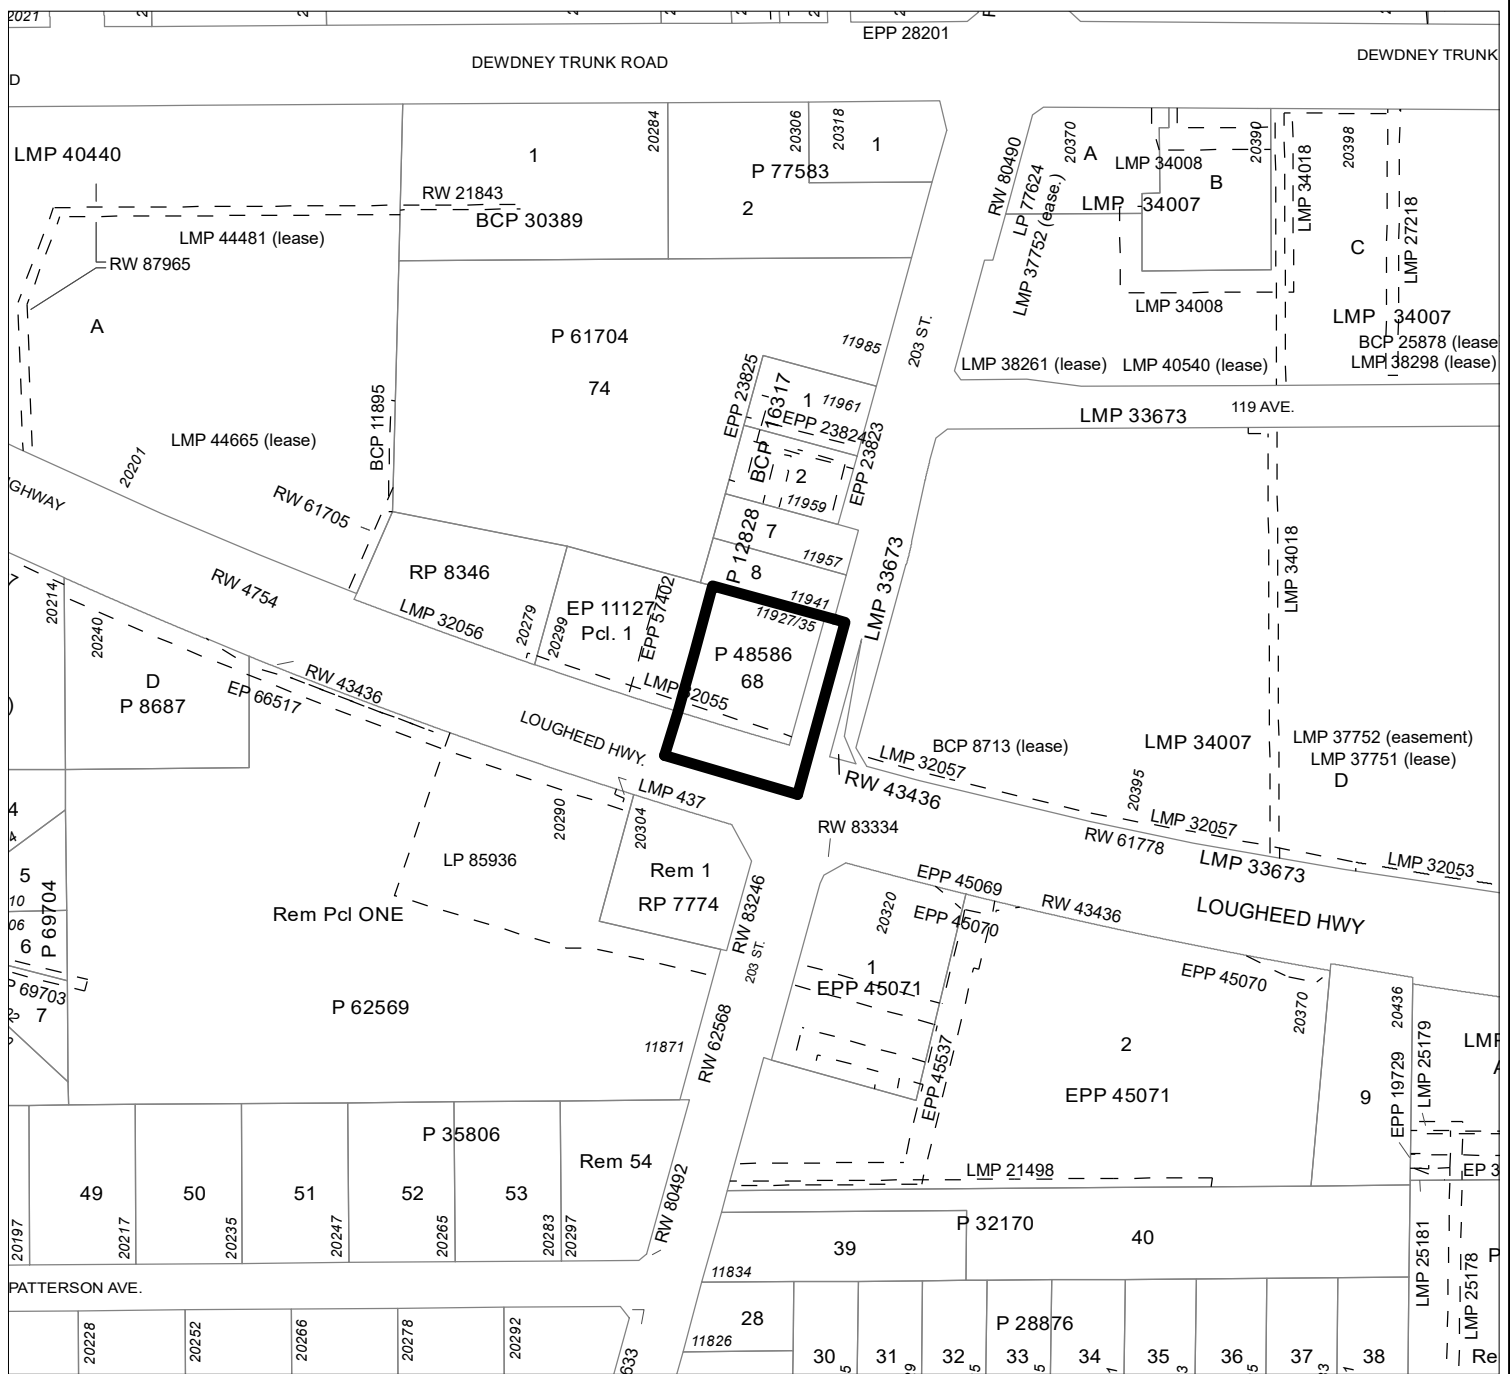 2021
EPP 28201
DEWDNEY TRUNK ROAD
DEWDNEY TRUNK
D
LMP 40440
1
20284
20306
20318
1
P 77583
RW 21843
BCP 30389
2
LMP 44481 (lease)
RW 87965
A
RW 80490
LP 77624
LMP 37752 (ease.)
20370
A
LMP 34008
B
20390
LMP 34007
LMP 34018
20398
LMP 27218
C
LMP 34008
LMP 34007
BCP 25878 (lease
LMP 38298 (lease)
P 61704
74
11985
203 ST.
LMP 38261 (lease)
LMP 40540 (lease)
LMP 33673
119 AVE.
EPP 23825
BCP 16317
1
11961
EPP 23824
EPP 23823
2
11959
BCP 11895
LMP 44665 (lease)
20201
GHWAY
RW 61705
7
11957
P 12828
8
11941
LMP 33673
LMP 34018
RP 8346
RW 4754
LMP 32056
20279
20299
EP 11127
Pcl. 1
EPP 57402
11927/35
P 48586
68
LMP 32055
20214
20240
D
P 8687
RW 43436
EP 66517
LOUGHEED HWY.
LMP 437
BCP 8713 (lease)
LMP 34007
LMP 37752 (easement)
LMP 37751 (lease)
D
LMP 32057
RW 43436
20395
LMP 32057
RW 61778
LMP 33673
LMP 32053
4
5
10
06
6
P 69704
P 69703
7
20290
20304
LP 85936
Rem 1
RP 7774
RW 83334
RW 83246
203 ST.
Rem Pcl ONE
P 62569
EPP 45069
20320
EPP 45070
RW 43436
LOUGHEED HWY
1
EPP 45071
EPP 45070
20370
20436
11871
RW 62568
EPP 45537
2
EPP 45071
9
EPP 19729
LMP 25179
P 35806
Rem 54
49
50
51
52
53
20197
20217
20235
20247
20265
20283
20297
RW 80492
LMP 21498
EP 3
P 32170
39
40
11834
LMP 25181
LMP 25178
PATTERSON AVE.
28
11826
P 28876
20228
20252
20266
20278
20292
633
30
31
32
33
34
35
36
37
38
Re